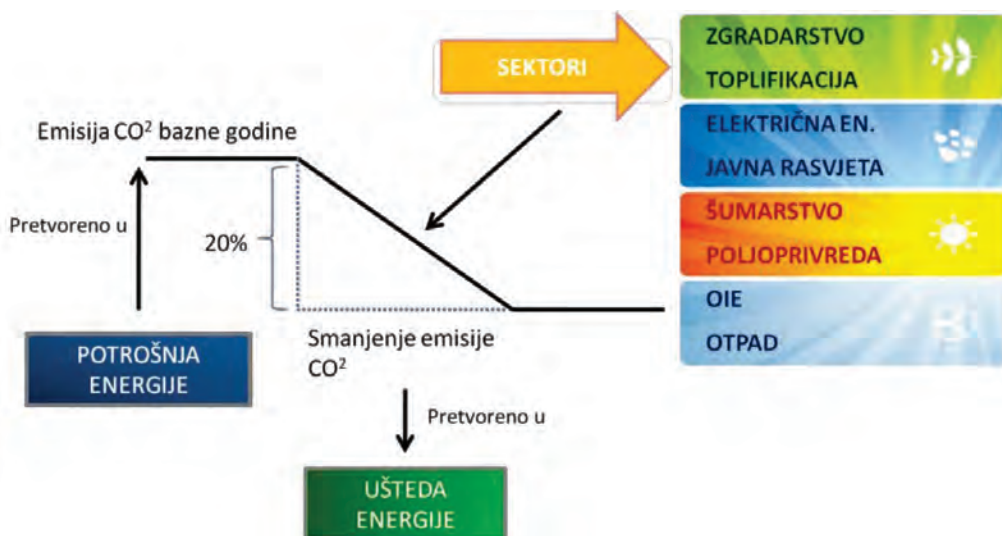 SEKTORI
ZGRADARSTVO
TOPLIFIKACIJA
ELEKTRIČNA EN.
JAVNA RASVJETA
ŠUMARSTVO
POLJOPRIVREDA
OIE
OTPAD
Emisija CO² bazne godine
Pretvoreno u
20%
POTROŠNJA
ENERGIJE
Smanjenje emisije
CO²
Pretvoreno u
UŠTEDA
ENERGIJE